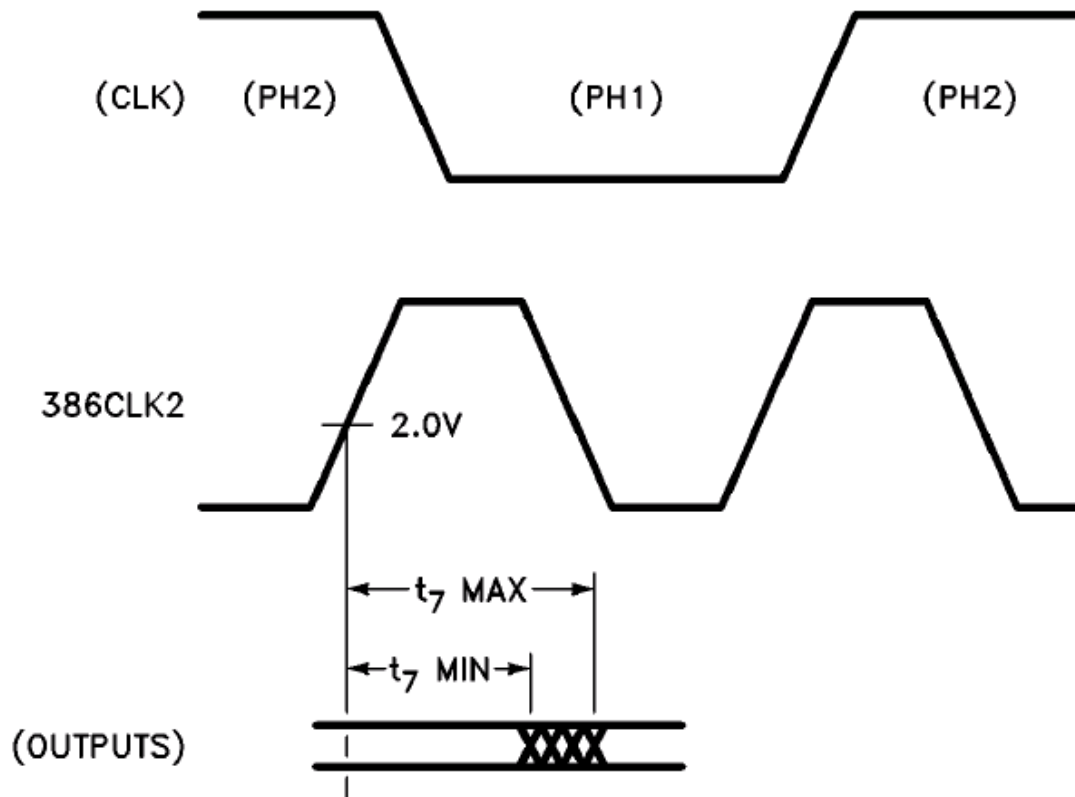 (CLK) (PH2) (PH1) (PH2)
386CLK2
2.0V
t7 MAX
t7 MIN
(OUTPUTS)